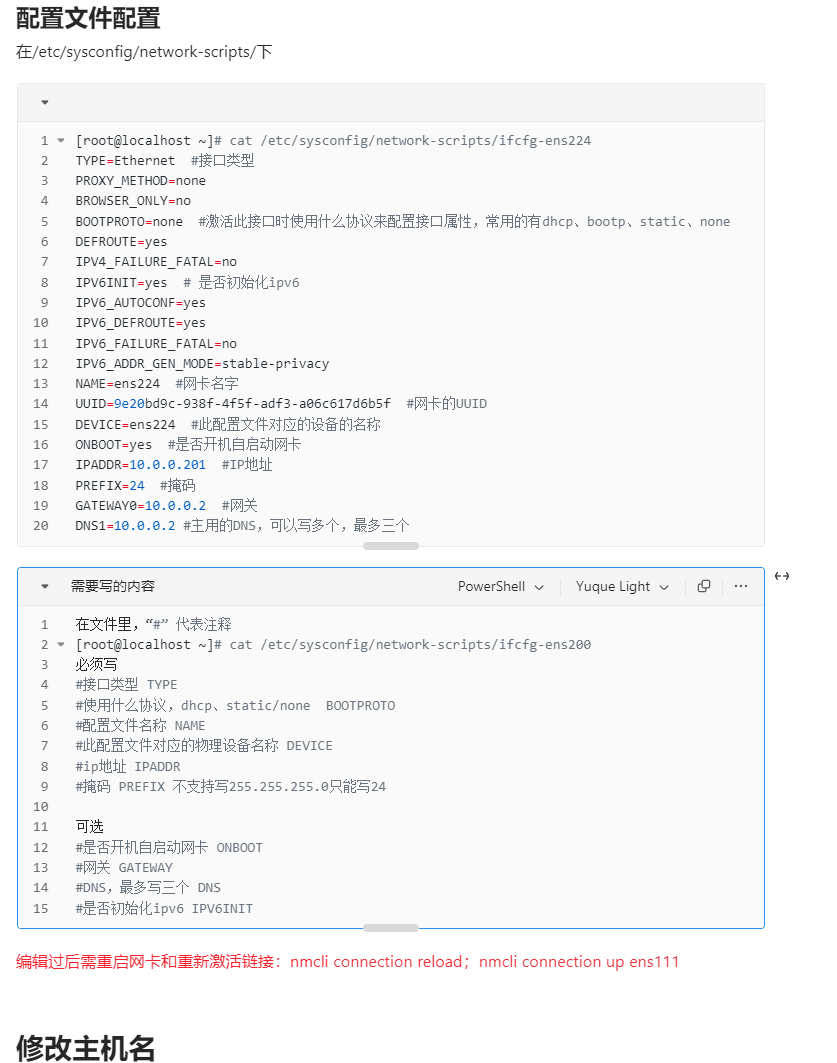 配置文件配置
在/etc/sysconfig/network-scripts/下
1 [root@localhost ~]# cat /etc/sysconfig/network-scripts/ifcfg-ens224
2 TYPE=Ethernet  #接口类型
3 PROXY_METHOD=none
4 BROWSER_ONLY=no
5 BOOTPROTO=none  #激活此接口时使用什么协议来配置接口属性，常用的有dhcp、bootp、static、none
6 DEFROUTE=yes
7 IPV4_FAILURE_FATAL=no
8 IPV6INIT=yes  # 是否初始化ipv6
9 IPV6_AUTOCONF=yes
10 IPV6_DEFROUTE=yes
11 IPV6_FAILURE_FATAL=no
12 IPV6_ADDR_GEN_MODE=stable-privacy
13 NAME=ens224  #网卡名字
14 UUID=9e20bd9c-938f-4f5f-adf3-a06c617d6b5f  #网卡的UUID
15 DEVICE=ens224  #此配置文件对应的设备的名称
16 ONBOOT=yes  #是否开机自启动网卡
17 IPADDR=10.0.0.201  #IP地址
18 PREFIX=24  #掩码
19 GATEWAY0=10.0.0.2  #网关
20 DNS1=10.0.0.2 #主用的DNS，可以写多个，最多三个
需要写的内容 PowerShell Yuque Light
1 在文件里，“#” 代表注释
2 [root@localhost ~]# cat /etc/sysconfig/network-scripts/ifcfg-ens200
3 必须写
4 #接口类型 TYPE
5 #使用什么协议，dhcp、static/none  BOOTPROTO
6 #配置文件名称 NAME
7 #此配置文件对应的物理设备名称 DEVICE
8 #ip地址 IPADDR
9 #掩码 PREFIX 不支持写255.255.255.0只能写24
10
11 可选
12 #是否开机自启动网卡 ONBOOT
13 #网关 GATEWAY
14 #DNS，最多写三个 DNS
15 #是否初始化ipv6 IPV6INIT
编辑过后需重启网卡和重新激活链接：nmcli connection reload；nmcli connection up ens111
修改主机名